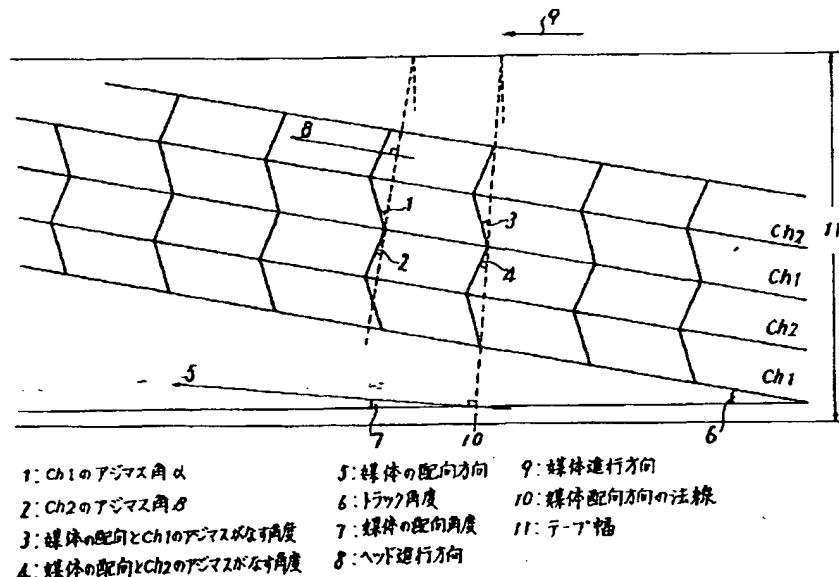 9
8
1
3
2
4
Ch2
11
Ch1
Ch2
5
Ch1
7
10
6
1: Ch1のアジマス角α
2: Ch2のアジマス角β
3: 媒体の配向とCh1のアジマスがなす角度
4: 媒体の配向とCh2のアジマスがなす角度
5: 媒体の配向方向
6: トラック角度
7: 媒体の配向角度
8: ヘッド進行方向
9: 媒体進行方向
10: 媒体配向方向の法線
11: テープ幅